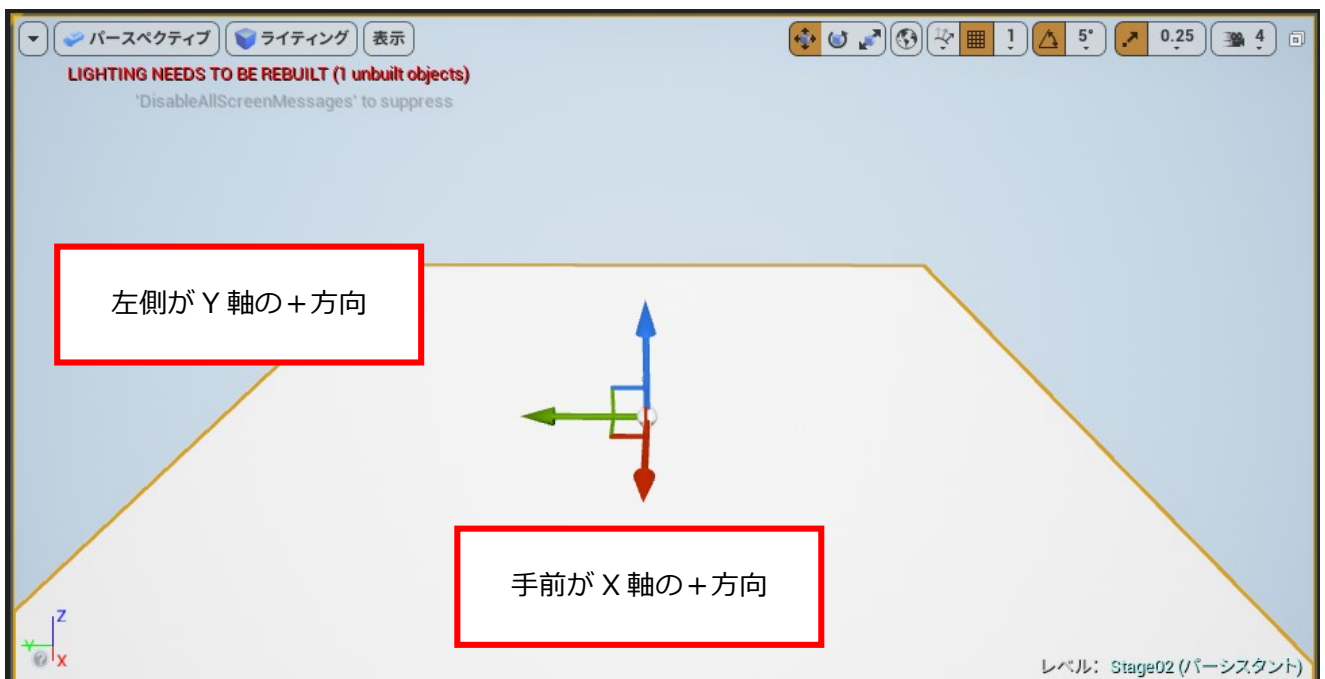 パースペクティブ ライティング 表示 1 5° 0.25 4
LIGHTING NEEDS TO BE REBUILT (1 unbuilt objects)
'DisableAllScreenMessages' to suppress
左側が Y 軸の+方向
手前が X 軸の+方向
Z
Y
? X
レベル: Stage02 (パーシスタント)